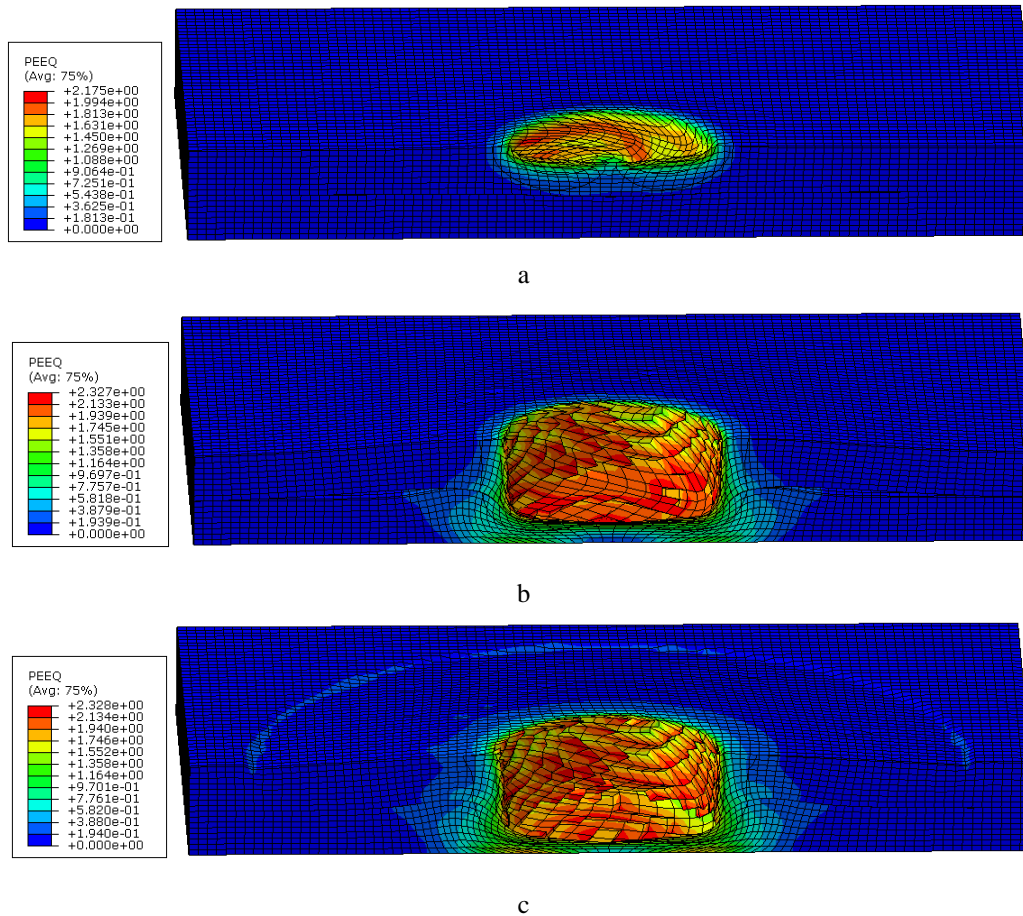 PEEQ
(Avg: 75%)
+2.175e+00
+1.994e+00
+1.813e+00
+1.631e+00
+1.450e+00
+1.269e+00
+1.088e+00
+9.064e-01
+7.251e-01
+5.438e-01
+3.625e-01
+1.813e-01
+0.000e+00
a
PEEQ
(Avg: 75%)
+2.327e+00
+2.133e+00
+1.939e+00
+1.745e+00
+1.551e+00
+1.358e+00
+1.164e+00
+9.697e-01
+7.757e-01
+5.818e-01
+3.879e-01
+1.939e-01
+0.000e+00
b
PEEQ
(Avg: 75%)
+2.328e+00
+2.134e+00
+1.940e+00
+1.746e+00
+1.552e+00
+1.358e+00
+1.164e+00
+9.701e-01
+7.761e-01
+5.820e-01
+3.880e-01
+1.940e-01
+0.000e+00
c